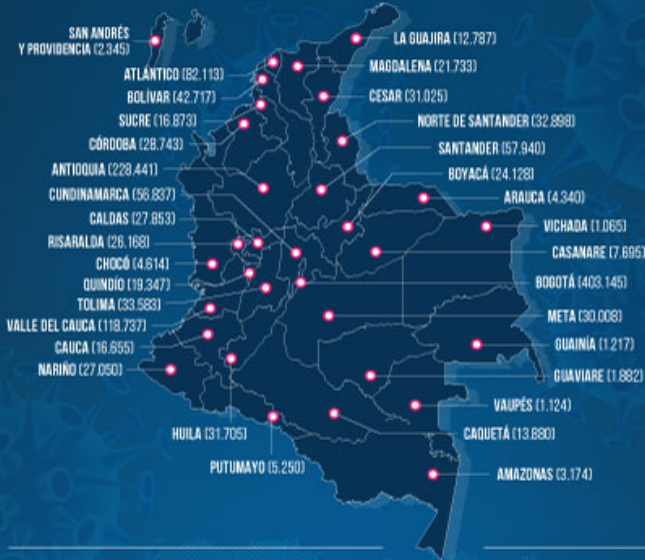 SAN ANDRÉS
Y PROVIDENCIA (2.345)
ATLÁNTICO (82.113)
BOLÍVAR (42.717)
SUCRE (16.873)
CÓRDOBA (28.743)
ANTIOQUIA (228.441)
CUNDINAMARCA (56.837)
CALDAS (27.853)
RISARALDA (26.168)
CHOCÓ (4.614)
QUINDÍO (19.347)
TOLIMA (33.583)
VALLE DEL CAUCA (118.737)
CAUCA (16.655)
NARIÑO (27.050)
HUILA (31.705)
PUTUMAYO (5.250)
LA GUAJIRA (12.787)
MAGDALENA (21.733)
CESAR (31.025)
NORTE DE SANTANDER (32.898)
SANTANDER (57.940)
BOYACÁ (24.128)
ARAUCA (4.340)
VICHADA (1.065)
CASANARE (7.695)
BOGOTÁ (403.145)
META (30.008)
GUAINÍA (1.217)
GUAVIARE (1.882)
VAUPÉS (1.124)
CAQUETÁ (13.880)
AMAZONAS (3.174)